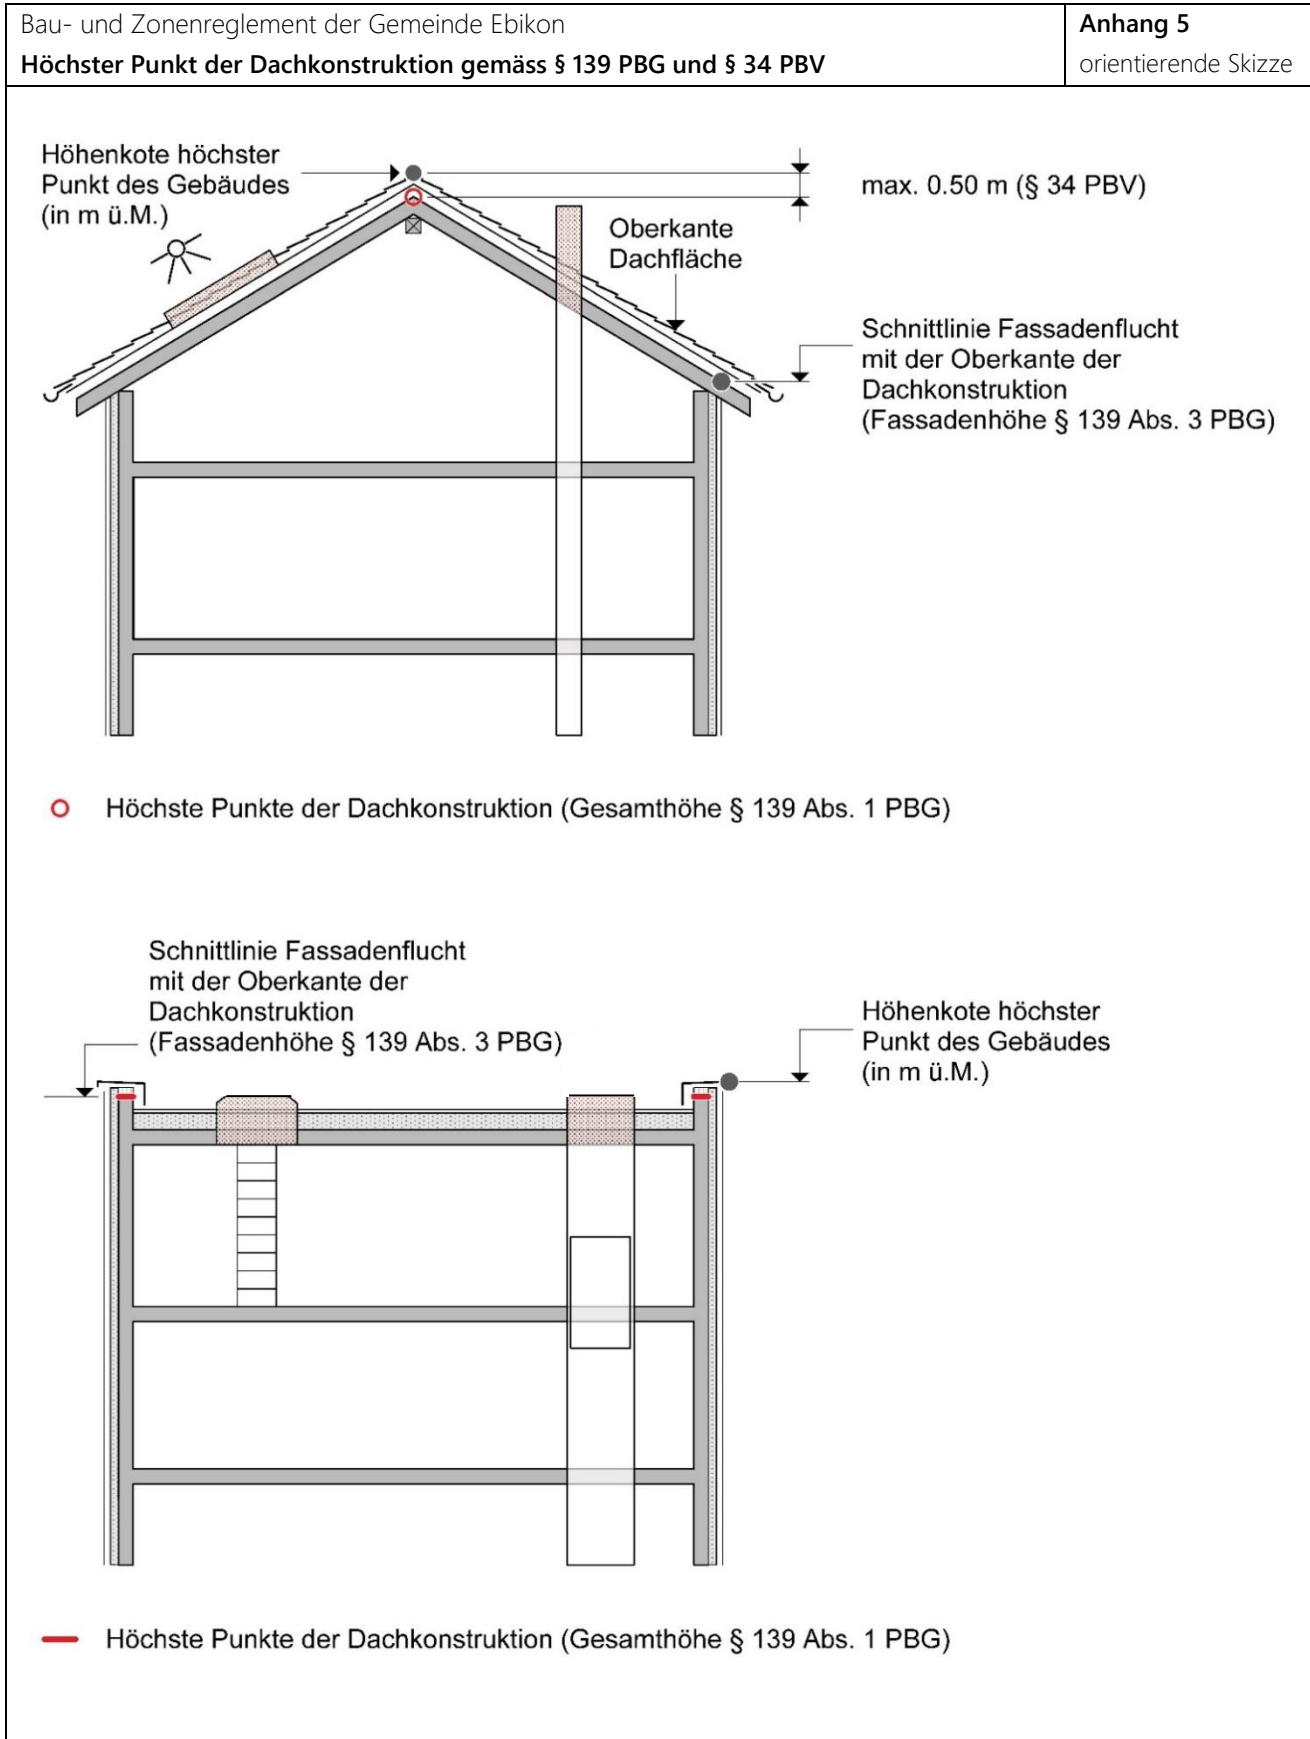 Bau- und Zonenreglement der Gemeinde Ebikon
Höchster Punkt der Dachkonstruktion gemäss § 139 PBG und § 34 PBV
Anhang 5
orientierende Skizze
Höhenkote höchster
Punkt des Gebäudes
(in m ü.M.)
max. 0.50 m (§ 34 PBV)
Oberkante
Dachfläche
Schnittlinie Fassadenflucht
mit der Oberkante der
Dachkonstruktion
(Fassadenhöhe § 139 Abs. 3 PBG)
Höchste Punkte der Dachkonstruktion (Gesamthöhe § 139 Abs. 1 PBG)
Schnittlinie Fassadenflucht
mit der Oberkante der
Dachkonstruktion
(Fassadenhöhe § 139 Abs. 3 PBG)
Höhenkote höchster
Punkt des Gebäudes
(in m ü.M.)
Höchste Punkte der Dachkonstruktion (Gesamthöhe § 139 Abs. 1 PBG)